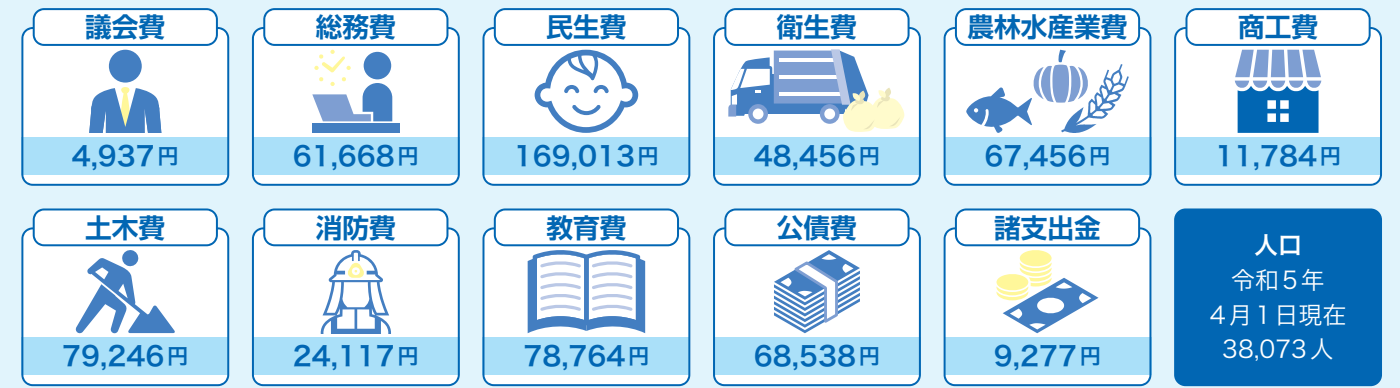 議会費
4,937円
総務費
61,668円
民生費
169,013円
衛生費
48,456円
農林水産業費
67,456円
商工費
11,784円
土木費
79,246円
消防費
24,117円
教育費
78,764円
公債費
68,538円
諸支出金
9,277円
人口
令和5年
4月1日現在
38,073人